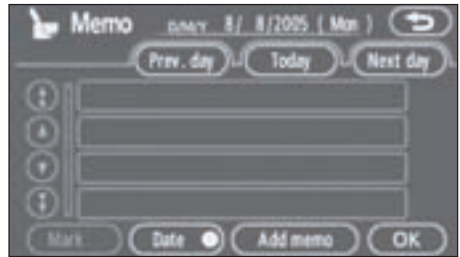 Memo D/M/Y 8/ 8/2005 ( Mon )
Prev. day Today Next day
Mark Date Add memo OK